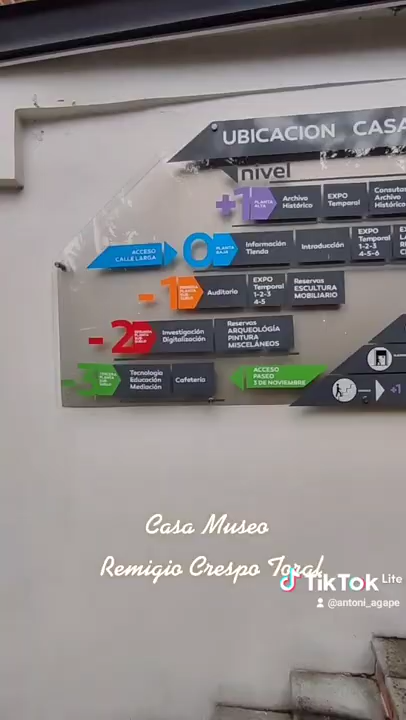 UBICACION CASA
nivel
+1 PLANTA ALTA
Archivo Histórico
EXPO Temporal
Consulta Archivo Histórico
ACCESO CALLE LARGA
0 PLANTA BAJA
Información Tienda
Introducción
EXPO Temporal 1-2-3 4-5-6
-1
Auditorio
EXPO Temporal 1-2-3 4-5
Reservas ESCULTURA MOBILIARIO
-2
Investigación Digitalización
Reservas ARQUEOLOGÍA PINTURA MISCELÁNEOS
-3
Tecnología Educación Mediación
Cafetería
ACCESO PASEO 3 DE NOVIEMBRE
+1
Casa Museo
Remigio Crespo Toral
TikTok Lite
@antoni_agape